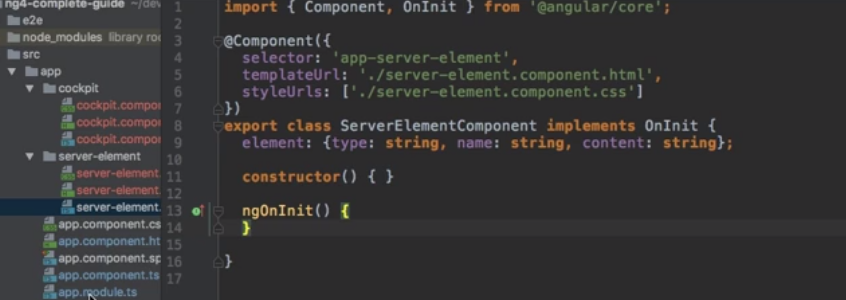 ng4-complete-guide ~/dev
e2e
node_modules library roo
src
app
cockpit
cockpit.compor
cockpit.compor
cockpit.compor
server-element
server-element.
server-element.
server-element.
app.component.cs
app.component.ht
app.component.sp
app.component.ts
app.module.ts
1 import { Component, OnInit } from '@angular/core';
2
3 @Component({
4 selector: 'app-server-element',
5 templateUrl: './server-element.component.html',
6 styleUrls: ['./server-element.component.css']
7 })
8 export class ServerElementComponent implements OnInit {
9 element: {type: string, name: string, content: string};
10
11 constructor() { }
12
13 ngOnInit() {
14 }
15
16 }
17